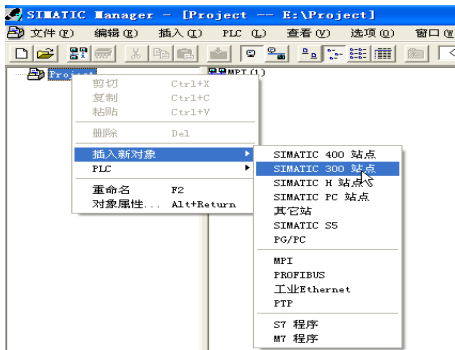 SIMATIC Manager - [Project -- E:\Project]
文件(F) 编辑(E) 插入(I) PLC (L) 查看(V) 选项(O) 窗口(W
Project
MPI(1)
剪切 Ctrl+X
复制 Ctrl+C
粘贴 Ctrl+V
删除 Del
插入新对象
PLC
重命名 F2
对象属性... Alt+Return
SIMATIC 400 站点
SIMATIC 300 站点
SIMATIC H 站点
SIMATIC PC 站点
其它站
SIMATIC S5
PG/PC
MPI
PROFIBUS
工业Ethernet
PTP
S7 程序
M7 程序